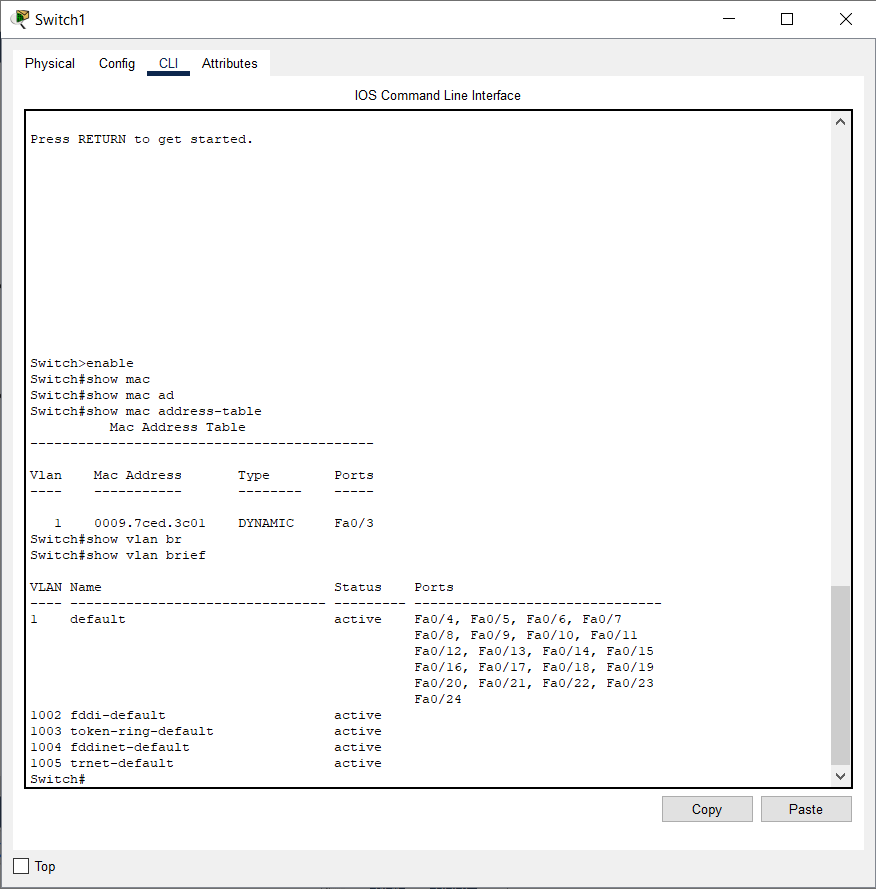 Switch1
Physical Config CLI Attributes
IOS Command Line Interface
Press RETURN to get started.
Switch>enable
Switch#show mac
Switch#show mac ad
Switch#show mac address-table
Mac Address Table
-------------------------------------------
Vlan    Mac Address       Type        Ports
----    -----------       --------    -----
1    0009.7ced.3c01    DYNAMIC     Fa0/3
Switch#show vlan br
Switch#show vlan brief
VLAN Name                             Status    Ports
---- -------------------------------- --------- -------------------------------
1    default                          active    Fa0/4, Fa0/5, Fa0/6, Fa0/7
Fa0/8, Fa0/9, Fa0/10, Fa0/11
Fa0/12, Fa0/13, Fa0/14, Fa0/15
Fa0/16, Fa0/17, Fa0/18, Fa0/19
Fa0/20, Fa0/21, Fa0/22, Fa0/23
Fa0/24
1002 fddi-default                     active
1003 token-ring-default               active
1004 fddinet-default                  active
1005 trnet-default                    active
Switch#
Copy Paste
Top